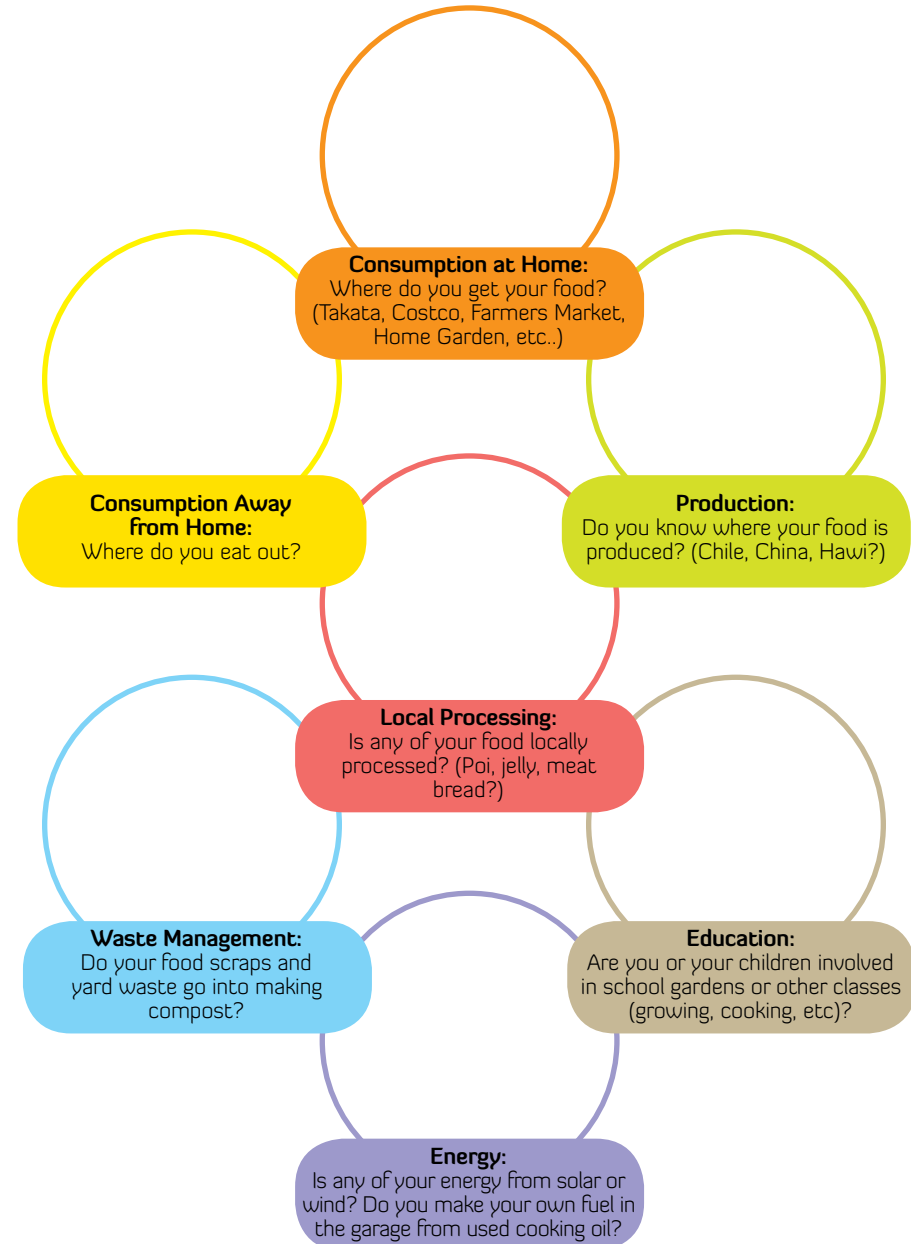 Consumption at Home:
Where do you get your food?
(Takata, Costco, Farmers Market,
Home Garden, etc..)
Consumption Away
from Home:
Where do you eat out?
Production:
Do you know where your food is
produced? (Chile, China, Hawi?)
Local Processing:
Is any of your food locally
processed? (Poi, jelly, meat
bread?)
Waste Management:
Do your food scraps and
yard waste go into making
compost?
Education:
Are you or your children involved
in school gardens or other classes
(growing, cooking, etc)?
Energy:
Is any of your energy from solar or
wind? Do you make your own fuel in
the garage from used cooking oil?